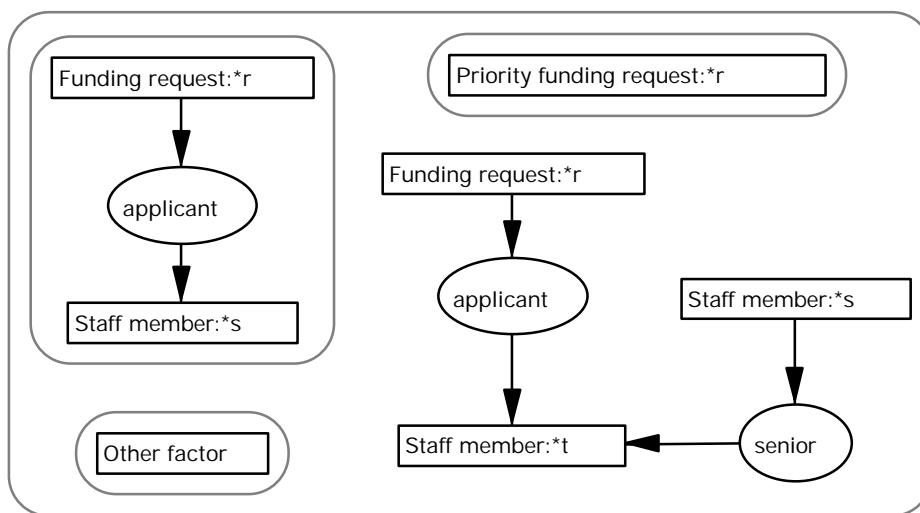 Funding request:*r
applicant
Staff member:*s
Priority funding request:*r
Funding request:*r
applicant
Staff member:*s
Staff member:*t
senior
Other factor